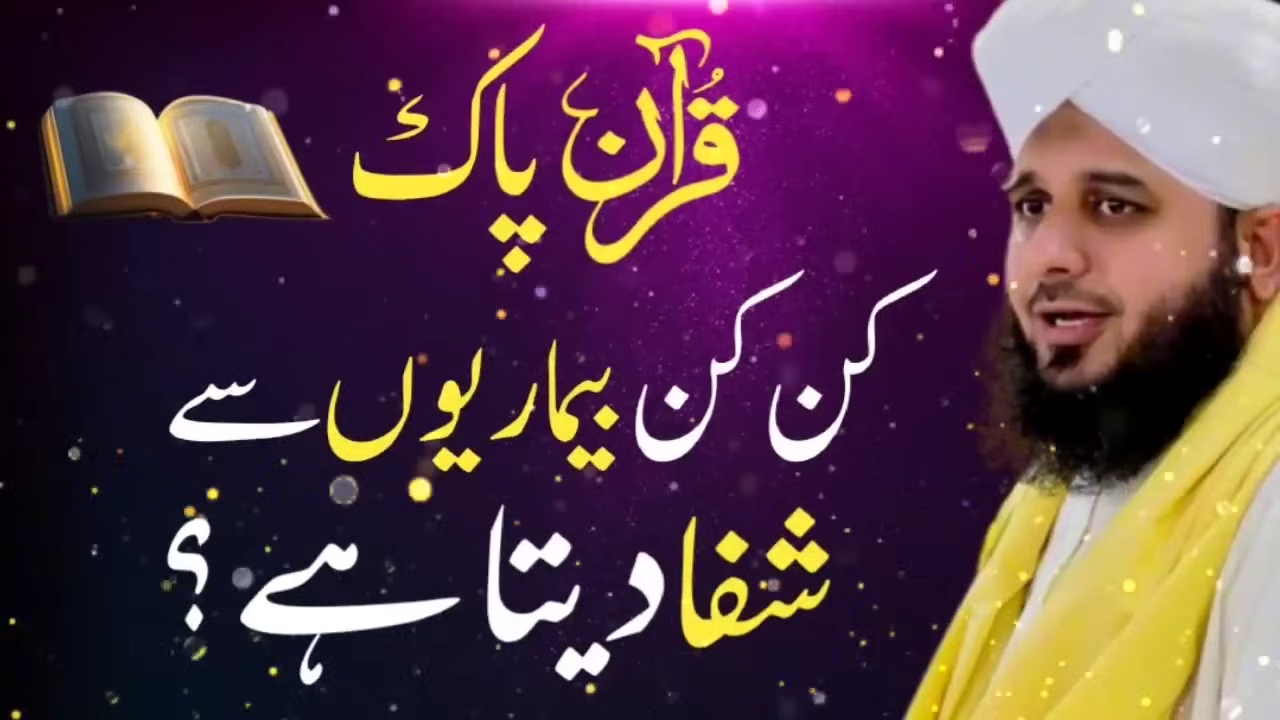 قرآن پاک
کن کن بیماریوں سے
شفا دیتا ہے؟